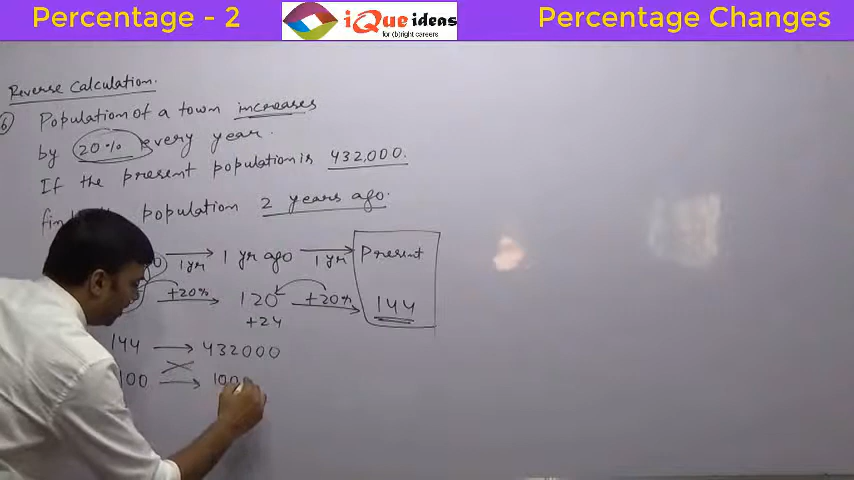 Percentage - 2
iQue ideas
for (b)right careers
Percentage Changes
Reverse Calculation.
6 Population of a town increases
by 20% every year.
If the present population is 432,000.
population 2 years ago.
1 yr 1 yr ago 1 yr Present
+20% 120 +20% 144
+24
144 → 432000
100 → 100